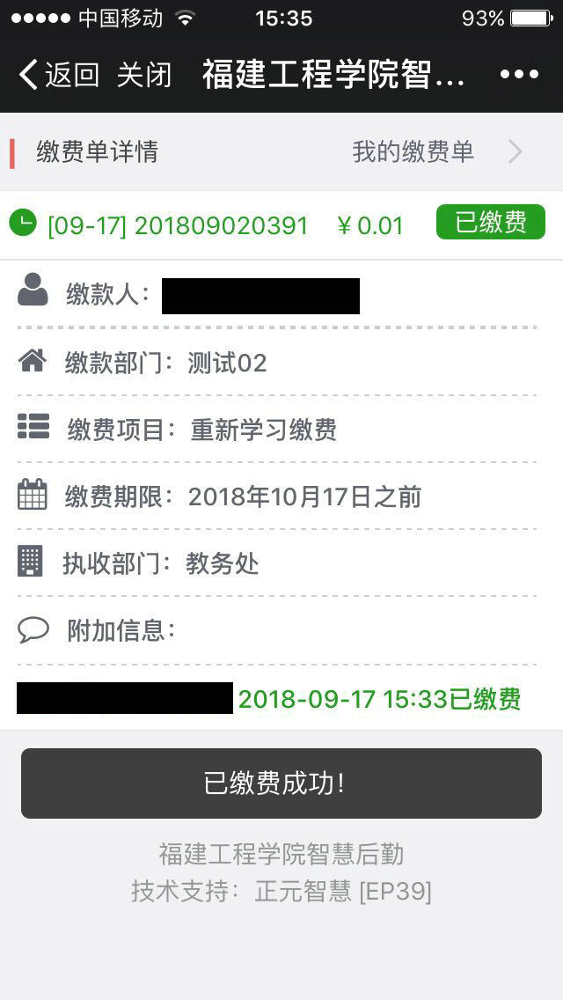 中国移动 15:35 93%
返回 关闭 福建工程学院智...
缴费单详情 我的缴费单
[09-17] 201809020391 ￥0.01 已缴费
缴款人：
缴款部门：测试02
缴费项目：重新学习缴费
缴费期限：2018年10月17日之前
执收部门：教务处
附加信息：
2018-09-17 15:33已缴费
已缴费成功！
福建工程学院智慧后勤
技术支持：正元智慧 [EP39]